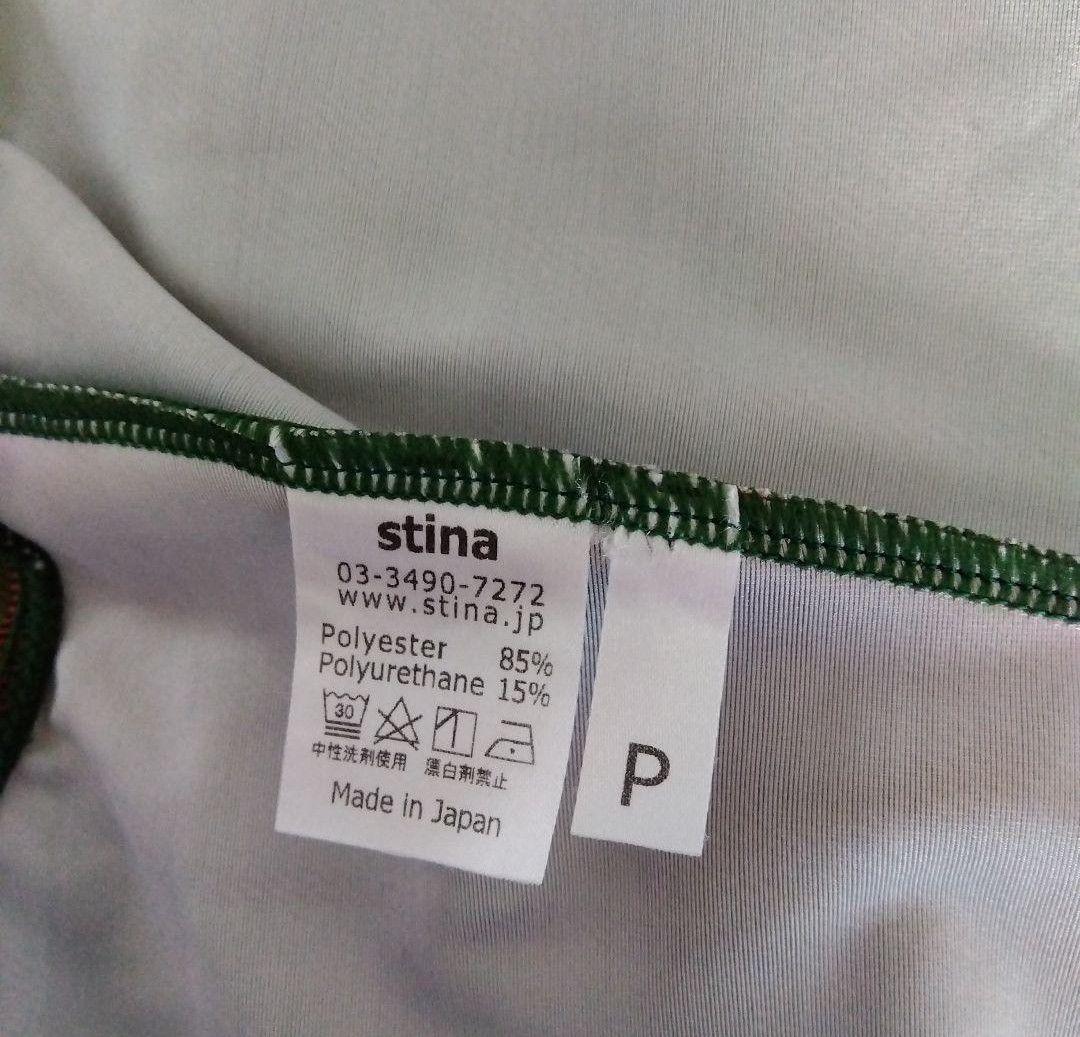 stina
03-3490-7272
www.stina.jp
Polyester 85%
Polyurethane 15%
30
中性洗剤使用 漂白剤禁止
Made in Japan
P